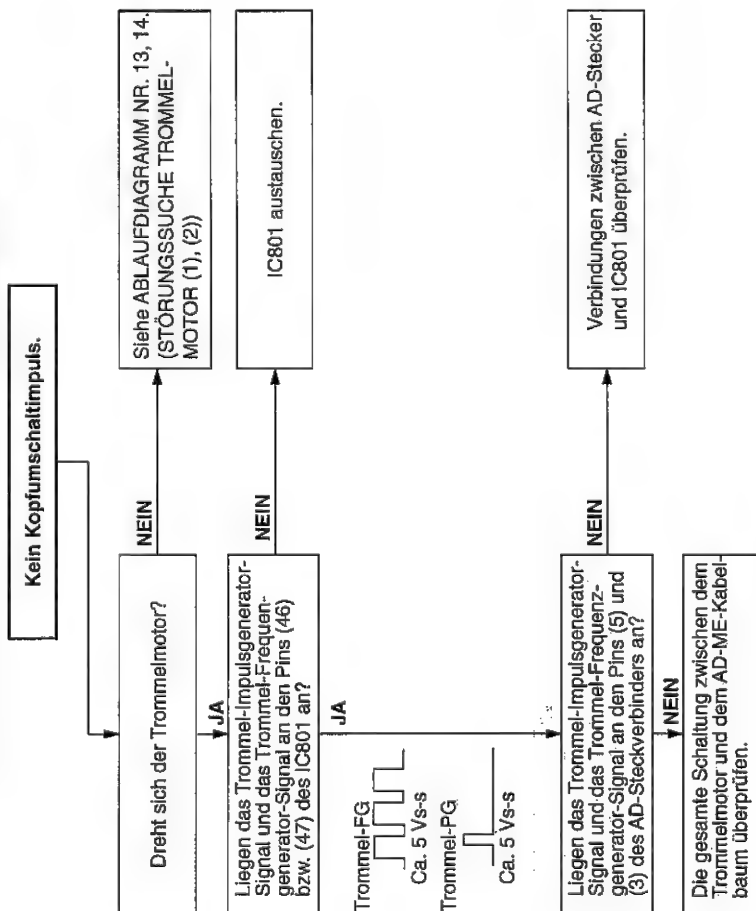 Kein Kopfumschaltimpuls.
Dreht sich der Trommelmotor?
NEIN
Siehe ABLAUFDIAGRAMM NR. 13, 14.
(STÖRUNGSSUCHE TROMMEL-
MOTOR (1), (2))
JA
Liegen das Trommel-Impulsgenerator-
Signal und das Trommel-Frequen-
generator-Signal an den Pins (46)
bzw. (47) des IC801 an?
NEIN
IC801 austauschen.
JA
Trommel-FG
Ca. 5 Vs-s
Trommel-PG
Ca. 5 Vs-s
Liegen das Trommel-Impulsgenerator-
Signal und das Trommel-Frequenz-
generator-Signal an den Pins (5) und
(3) des AD-Steckverbinders an?
NEIN
Verbindungen zwischen AD-Stecker
und IC801 überprüfen.
NEIN
Die gesamte Schaltung zwischen dem
Trommelmotor und dem AD-ME-Kabel-
baum überprüfen.